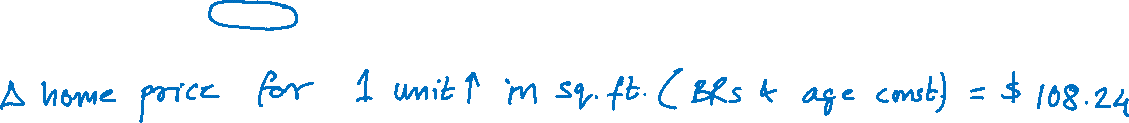 Δ home price for 1 unit ↑ in sq. ft. (BRs & age const) = $ 108.24